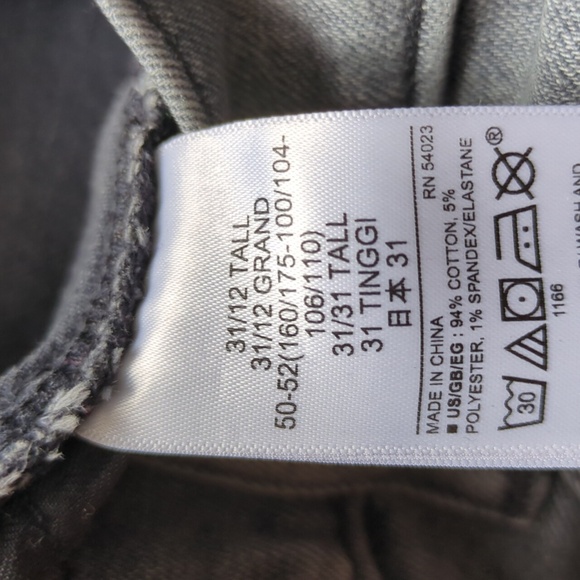 31/12 TALL
31/12 GRAND
50-52(160/175-100/104-
106/110)
31/31 TALL
31 TINGGI
日本 31
RN 54023
MADE IN CHINA
■ US/GB/EG : 94% COTTON, 5%
POLYESTER, 1% SPANDEX/ELASTANE
®
30
1166
WASH AND